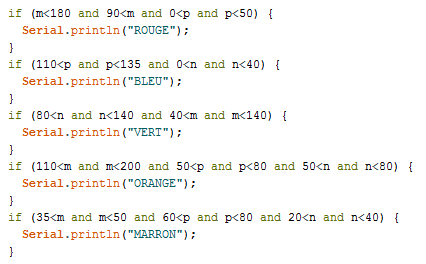 if (m<180 and 90<m and 0<p and p<50) {
  Serial.println("ROUGE");
}
if (110<p and p<135 and 0<n and n<40) {
  Serial.println("BLEU");
}
if (80<n and n<140 and 40<m and m<140) {
  Serial.println("VERT");
}
if (110<m and m<200 and 50<p and p<80 and 50<n and n<80) {
  Serial.println("ORANGE");
}
if (35<m and m<50 and 60<p and p<80 and 20<n and n<40) {
  Serial.println("MARRON");
}